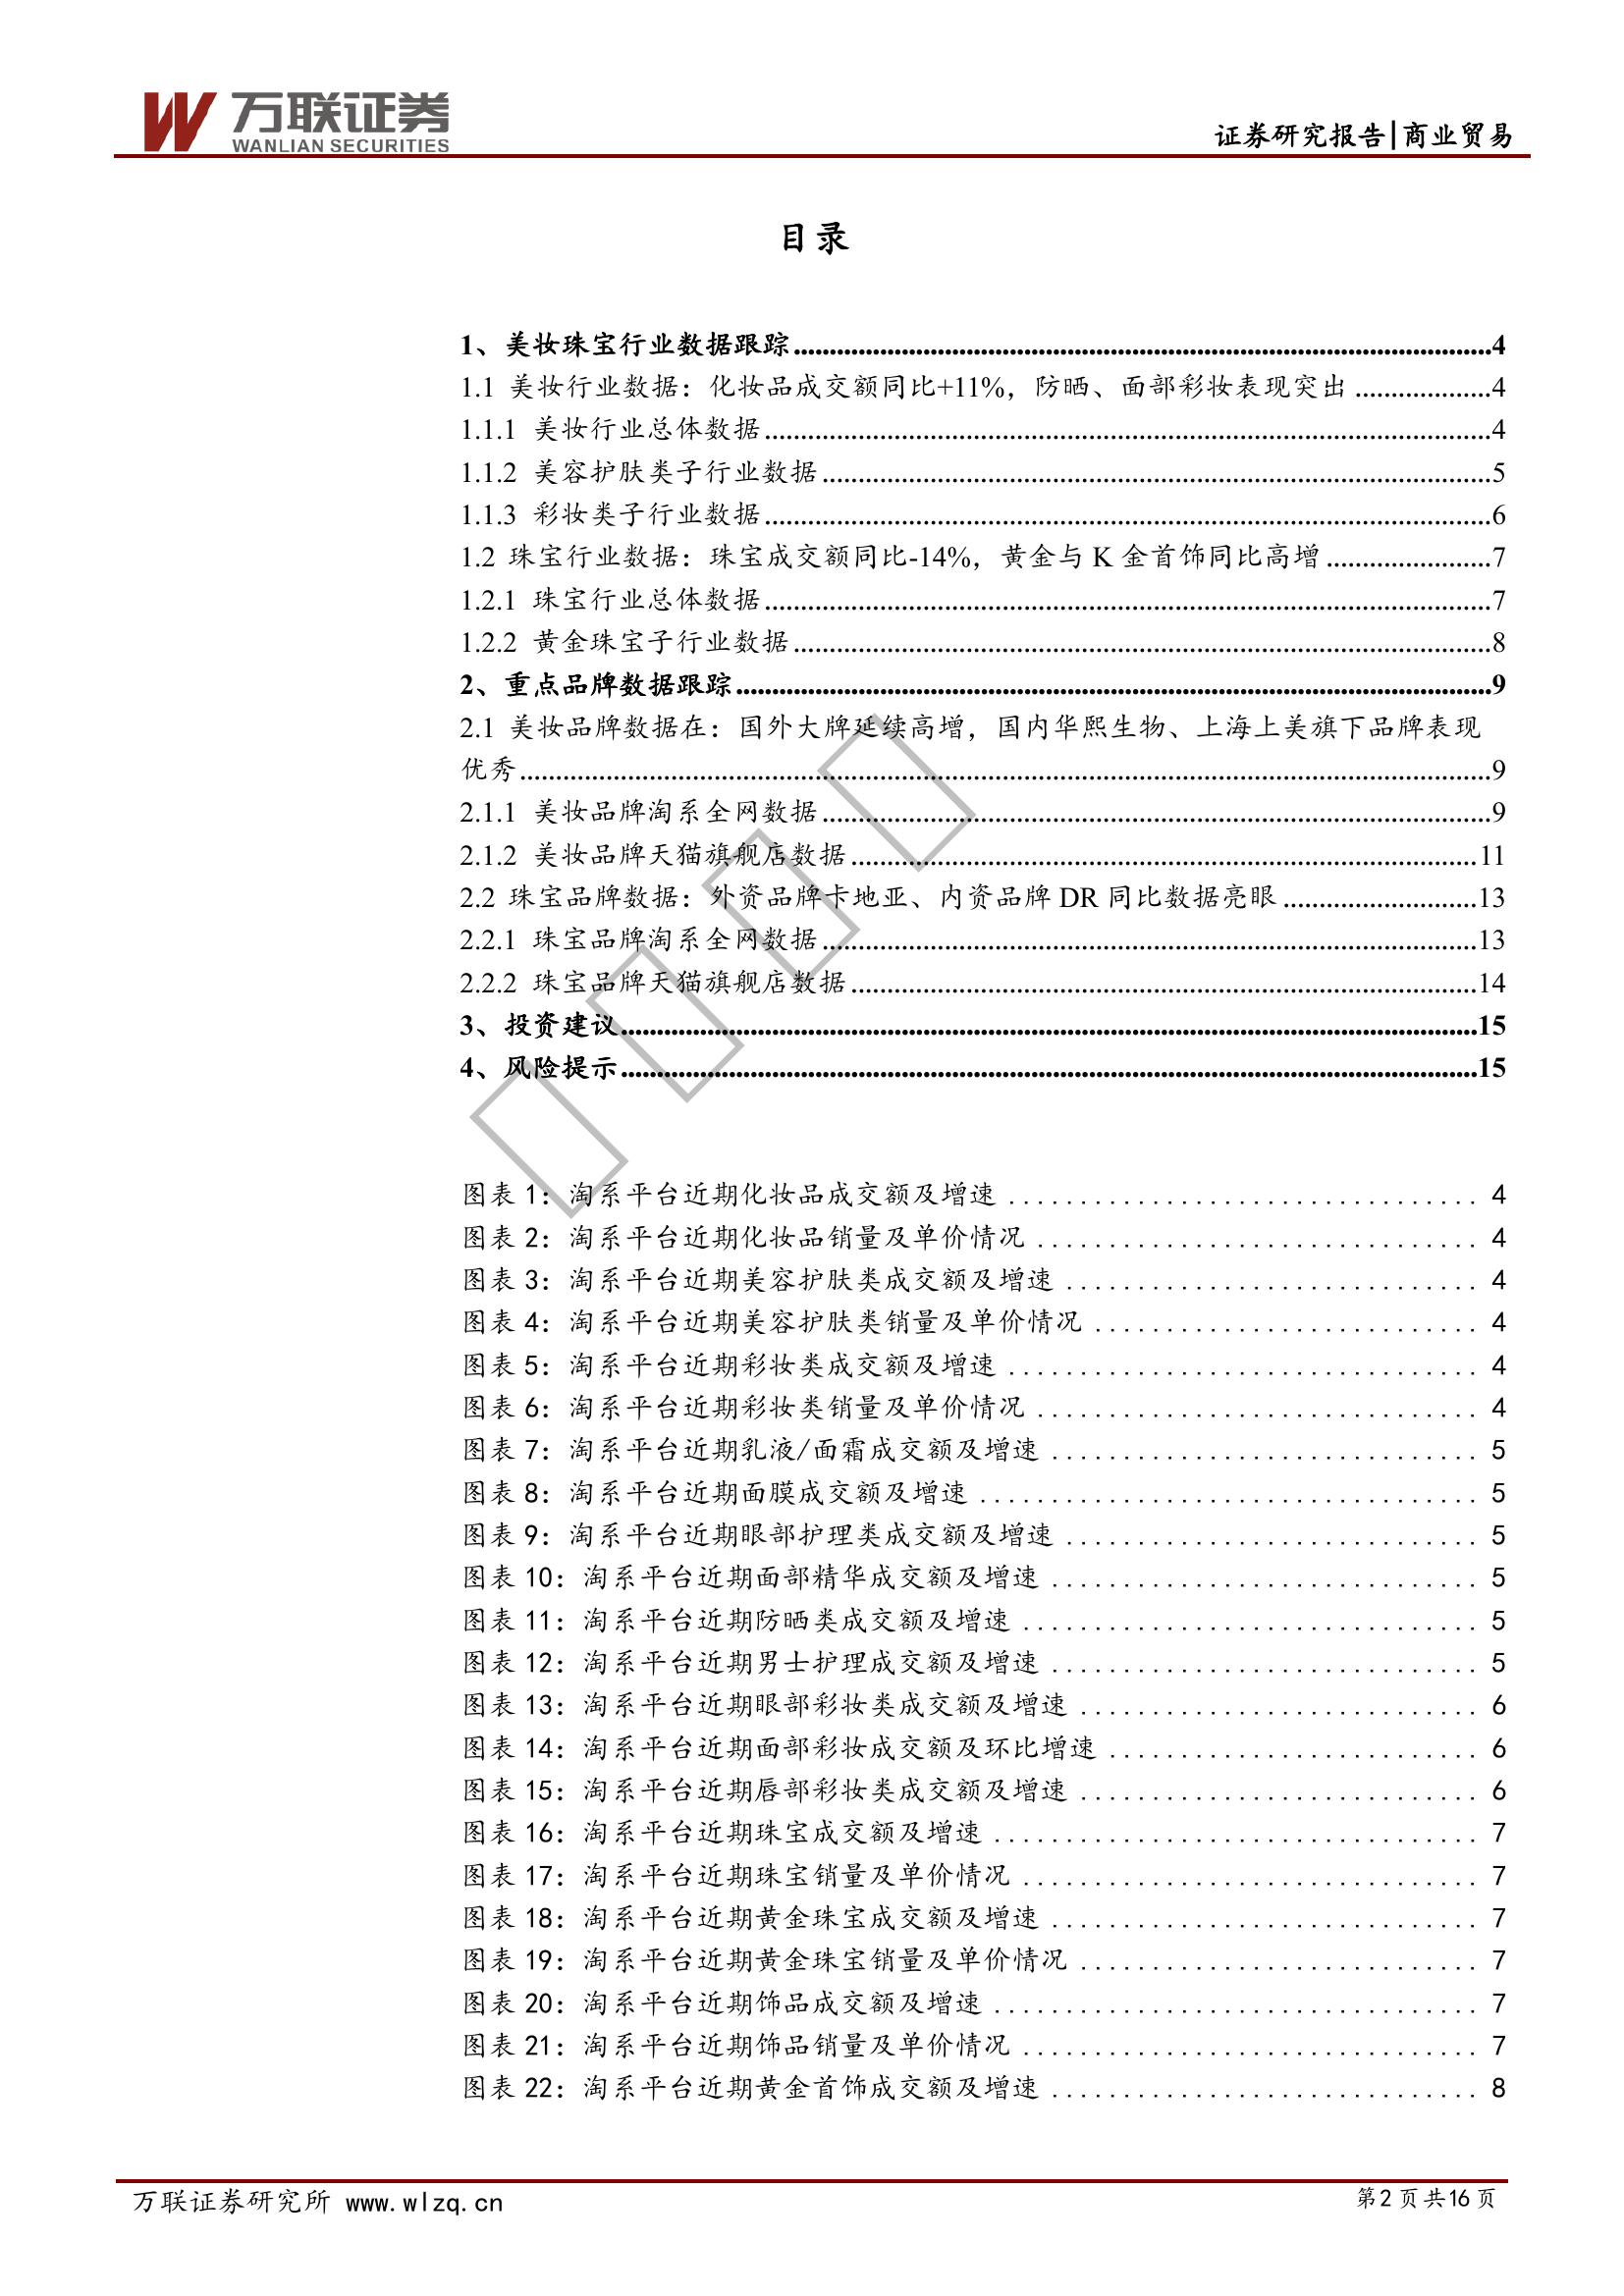 万联证券
WANLIAN SECURITIES
证券研究报告|商业贸易
目录
1、美妆珠宝行业数据跟踪........4
1.1 美妆行业数据：化妆品成交额同比+11%，防晒、面部彩妆表现突出........4
1.1.1 美妆行业总体数据........4
1.1.2 美容护肤类子行业数据........5
1.1.3 彩妆类子行业数据........6
1.2 珠宝行业数据：珠宝成交额同比-14%，黄金与 K 金首饰同比高增........7
1.2.1 珠宝行业总体数据........7
1.2.2 黄金珠宝子行业数据........8
2、重点品牌数据跟踪........9
2.1 美妆品牌数据在：国外大牌延续高增，国内华熙生物、上海上美旗下品牌表现
优秀........9
2.1.1 美妆品牌淘系全网数据........9
2.1.2 美妆品牌天猫旗舰店数据........11
2.2 珠宝品牌数据：外资品牌卡地亚、内资品牌 DR 同比数据亮眼........13
2.2.1 珠宝品牌淘系全网数据........13
2.2.2 珠宝品牌天猫旗舰店数据........14
3、投资建议........15
4、风险提示........15
图表 1：淘系平台近期化妆品成交额及增速........4
图表 2：淘系平台近期化妆品销量及单价情况........4
图表 3：淘系平台近期美容护肤类成交额及增速........4
图表 4：淘系平台近期美容护肤类销量及单价情况........4
图表 5：淘系平台近期彩妆类成交额及增速........4
图表 6：淘系平台近期彩妆类销量及单价情况........4
图表 7：淘系平台近期乳液/面霜成交额及增速........5
图表 8：淘系平台近期面膜成交额及增速........5
图表 9：淘系平台近期眼部护理类成交额及增速........5
图表 10：淘系平台近期面部精华成交额及增速........5
图表 11：淘系平台近期防晒类成交额及增速........5
图表 12：淘系平台近期男士护理成交额及增速........5
图表 13：淘系平台近期眼部彩妆类成交额及增速........6
图表 14：淘系平台近期面部彩妆成交额及环比增速........6
图表 15：淘系平台近期唇部彩妆类成交额及增速........6
图表 16：淘系平台近期珠宝成交额及增速........7
图表 17：淘系平台近期珠宝销量及单价情况........7
图表 18：淘系平台近期黄金珠宝成交额及增速........7
图表 19：淘系平台近期黄金珠宝销量及单价情况........7
图表 20：淘系平台近期饰品成交额及增速........7
图表 21：淘系平台近期饰品销量及单价情况........7
图表 22：淘系平台近期黄金首饰成交额及增速........8
万联证券研究所 www.wlzq.cn
第2页共16页